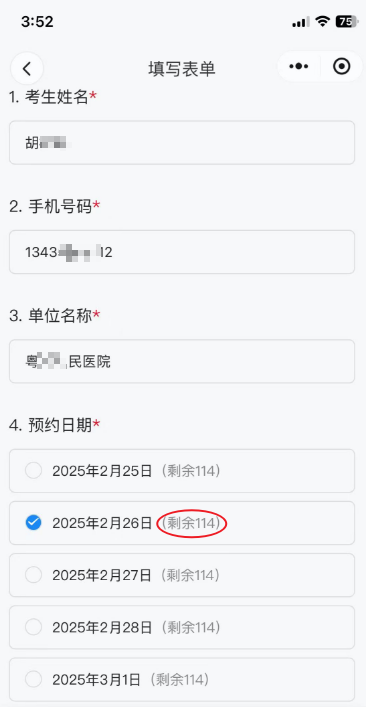 3:52
75
填写表单
1. 考生姓名*
胡
2. 手机号码*
1343 12
3. 单位名称*
粤 民医院
4. 预约日期*
2025年2月25日（剩余114）
2025年2月26日（剩余114）
2025年2月27日（剩余114）
2025年2月28日（剩余114）
2025年3月1日（剩余114）